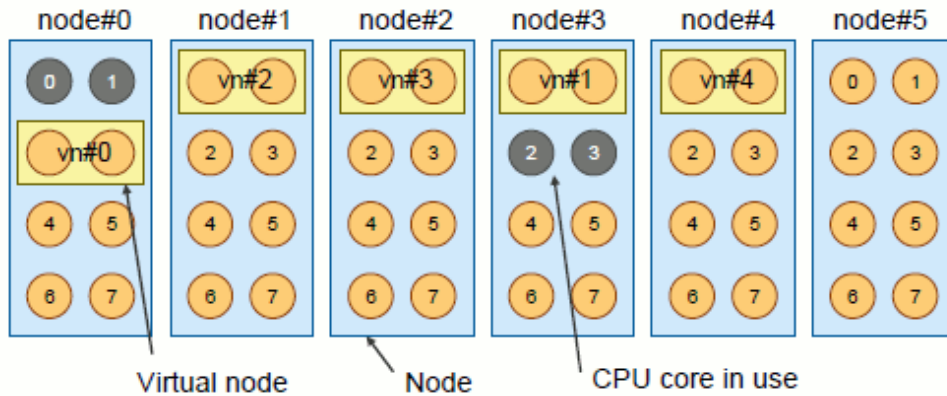 node#0 node#1 node#2 node#3 node#4 node#5
0 1 vn#2 vn#3 vn#1 vn#4 0 1
vn#0 2 3 2 3 2 3 2 3 2 3
4 5 4 5 4 5 4 5 4 5 4 5
6 7 6 7 6 7 6 7 6 7 6 7
Virtual node Node CPU core in use